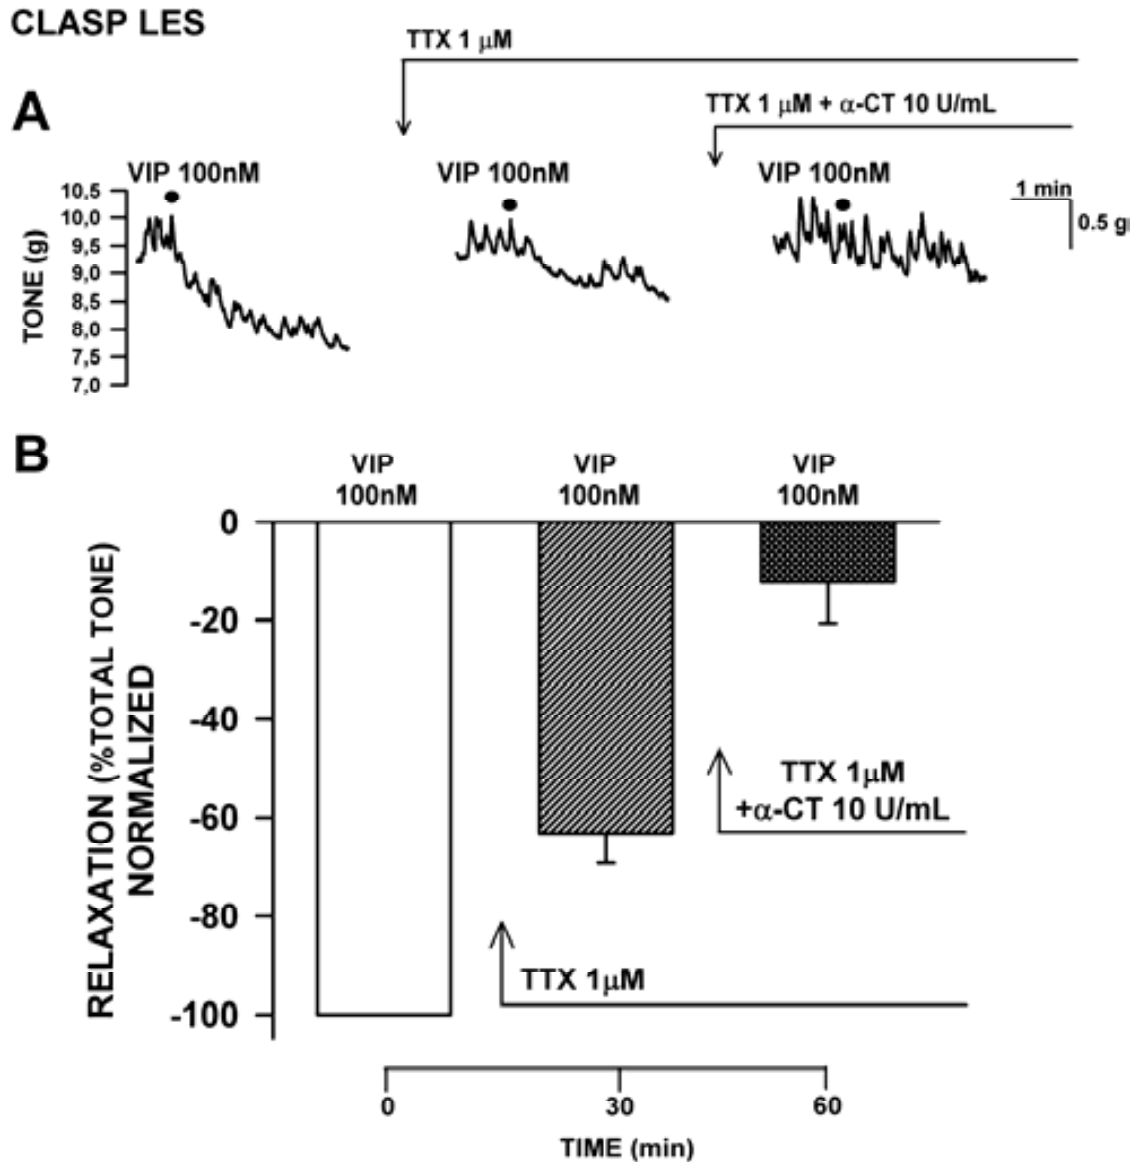 CLASP LES
TTX 1 μM
A
TTX 1 μM + α-CT 10 U/mL
VIP 100nM
VIP 100nM
VIP 100nM
1 min
0.5 g
TONE (g)
10,5
10,0
9,5
9,0
8,5
8,0
7,5
7,0
B
VIP
100nM
VIP
100nM
VIP
100nM
RELAXATION (%TOTAL TONE)
NORMALIZED
0
-20
-40
-60
-80
-100
TTX 1μM
+α-CT 10 U/mL
TTX 1μM
0
30
60
TIME (min)